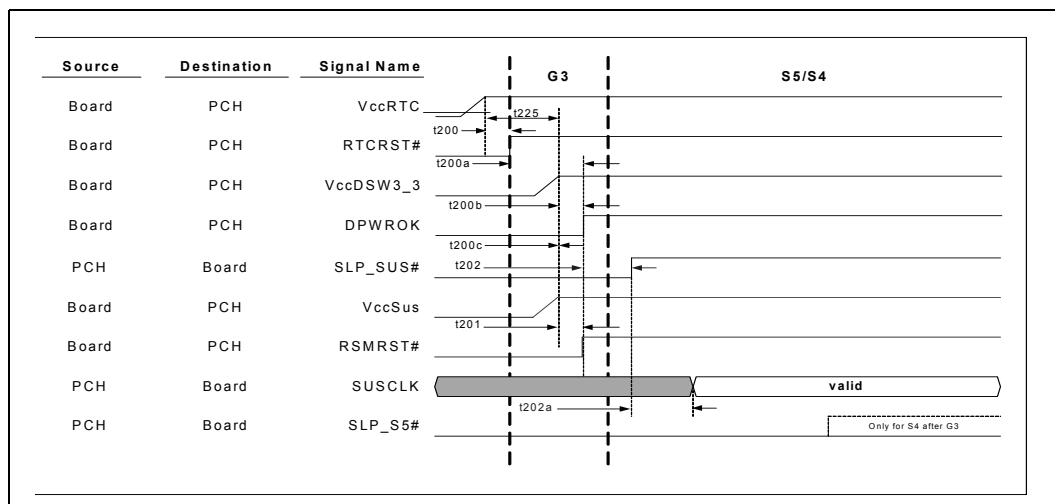 Source Destination Signal Name G3 S5/S4
Board PCH VccRTC
t225
t200
Board PCH RTCRST#
t200a
Board PCH VccDSW3_3
t200b
Board PCH DPWROK
t200c
PCH Board SLP_SUS# t202
Board PCH VccSus
t201
Board PCH RSMRST#
PCH Board SUSCLK valid
t202a
PCH Board SLP_S5# Only for S4 after G3